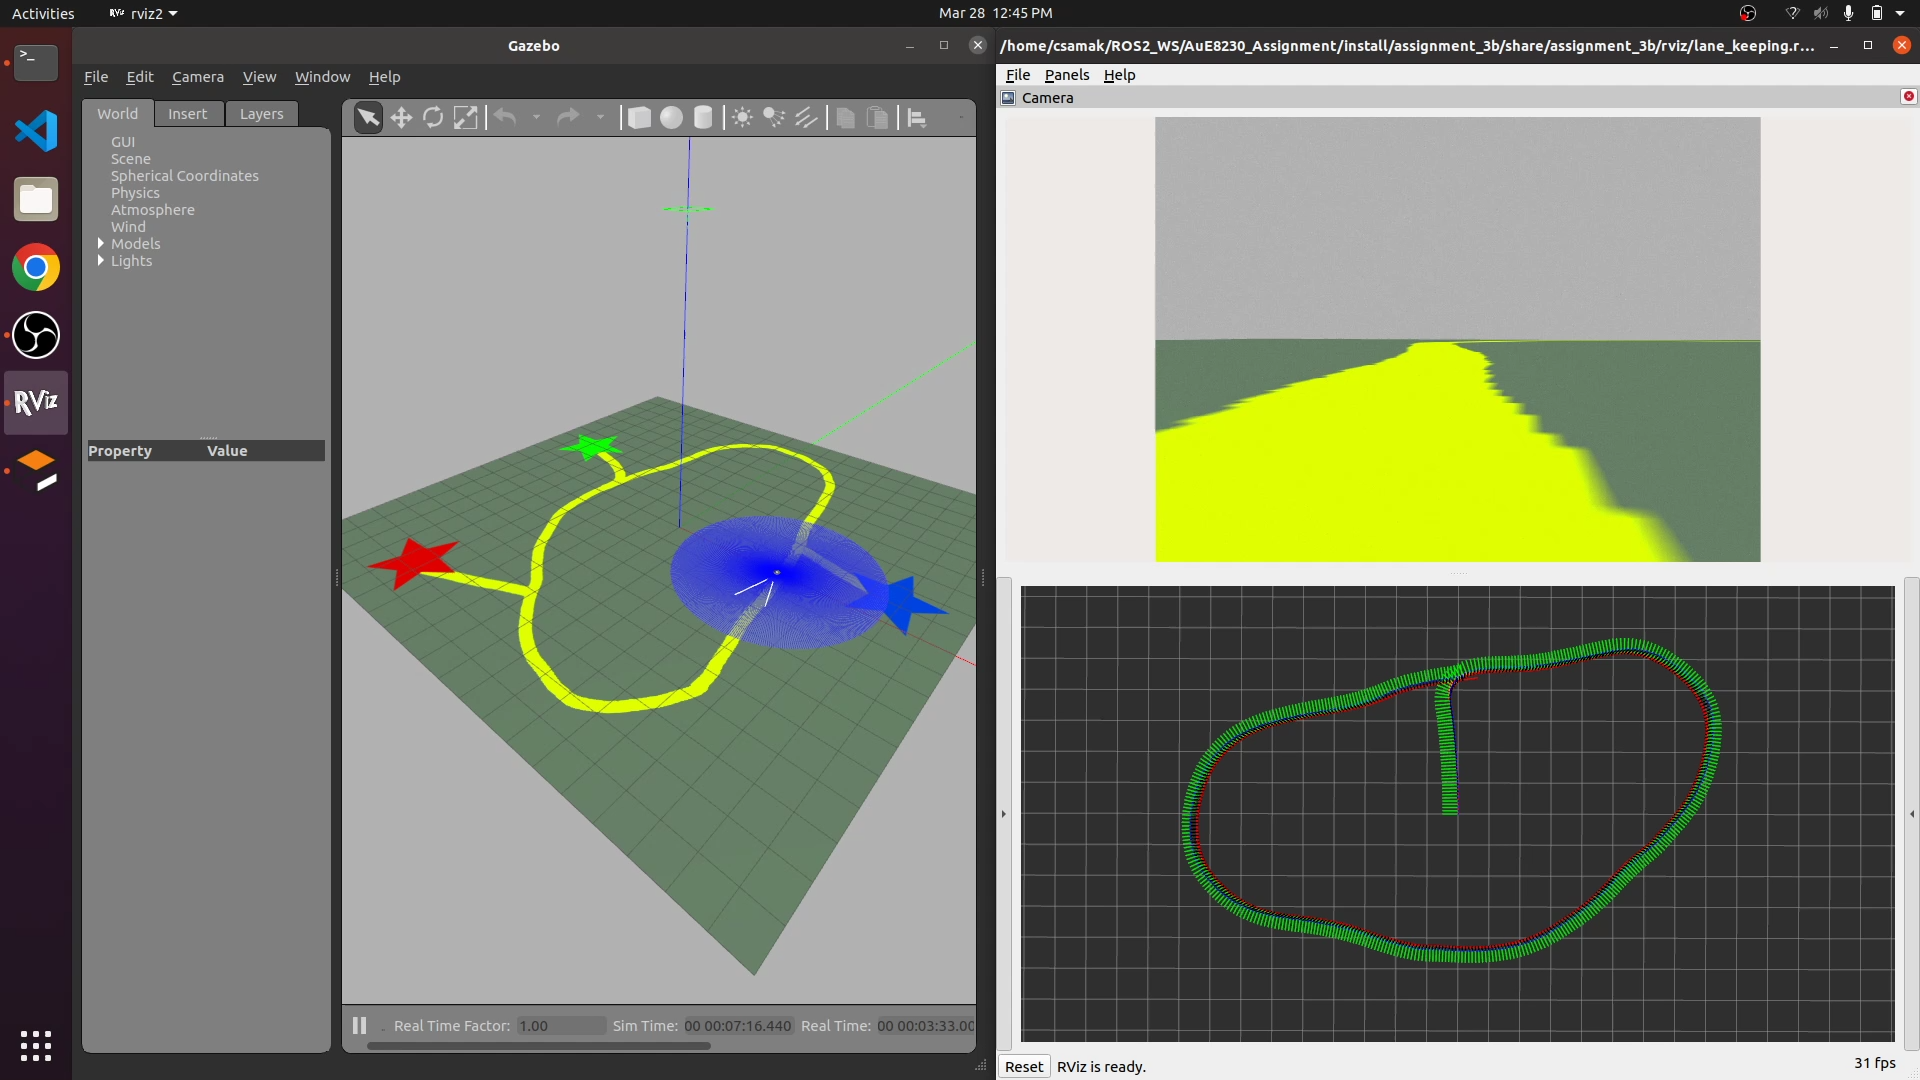 Activities
RViz rviz2
Mar 28 12:45 PM
Gazebo
/home/csamak/ROS2_WS/AuE8230_Assignment/install/assignment_3b/share/assignment_3b/rviz/lane_keeping.r...
File Edit Camera View Window Help
File Panels Help
Camera
World Insert Layers
GUI
Scene
Spherical Coordinates
Physics
Atmosphere
Wind
Models
Lights
RViz
Property Value
Real Time Factor: 1.00 Sim Time: 00 00:07:16.440 Real Time: 00 00:03:33.00
Reset RViz is ready.
31 fps